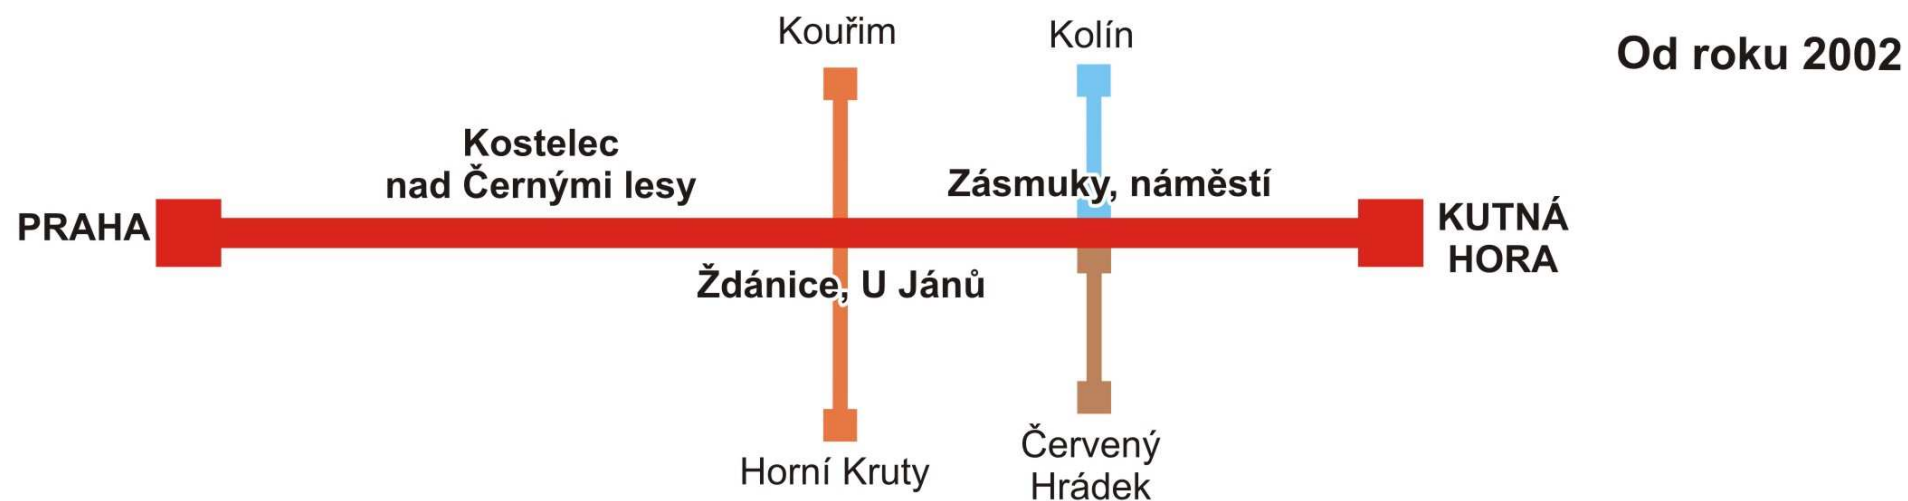 Kouřim
Kolín
Od roku 2002
Kostelec
nad Černými lesy
Zásmuky, náměstí
PRAHA
KUTNÁ
HORA
Ždánice, U Jánů
Horní Kruty
Červený
Hrádek